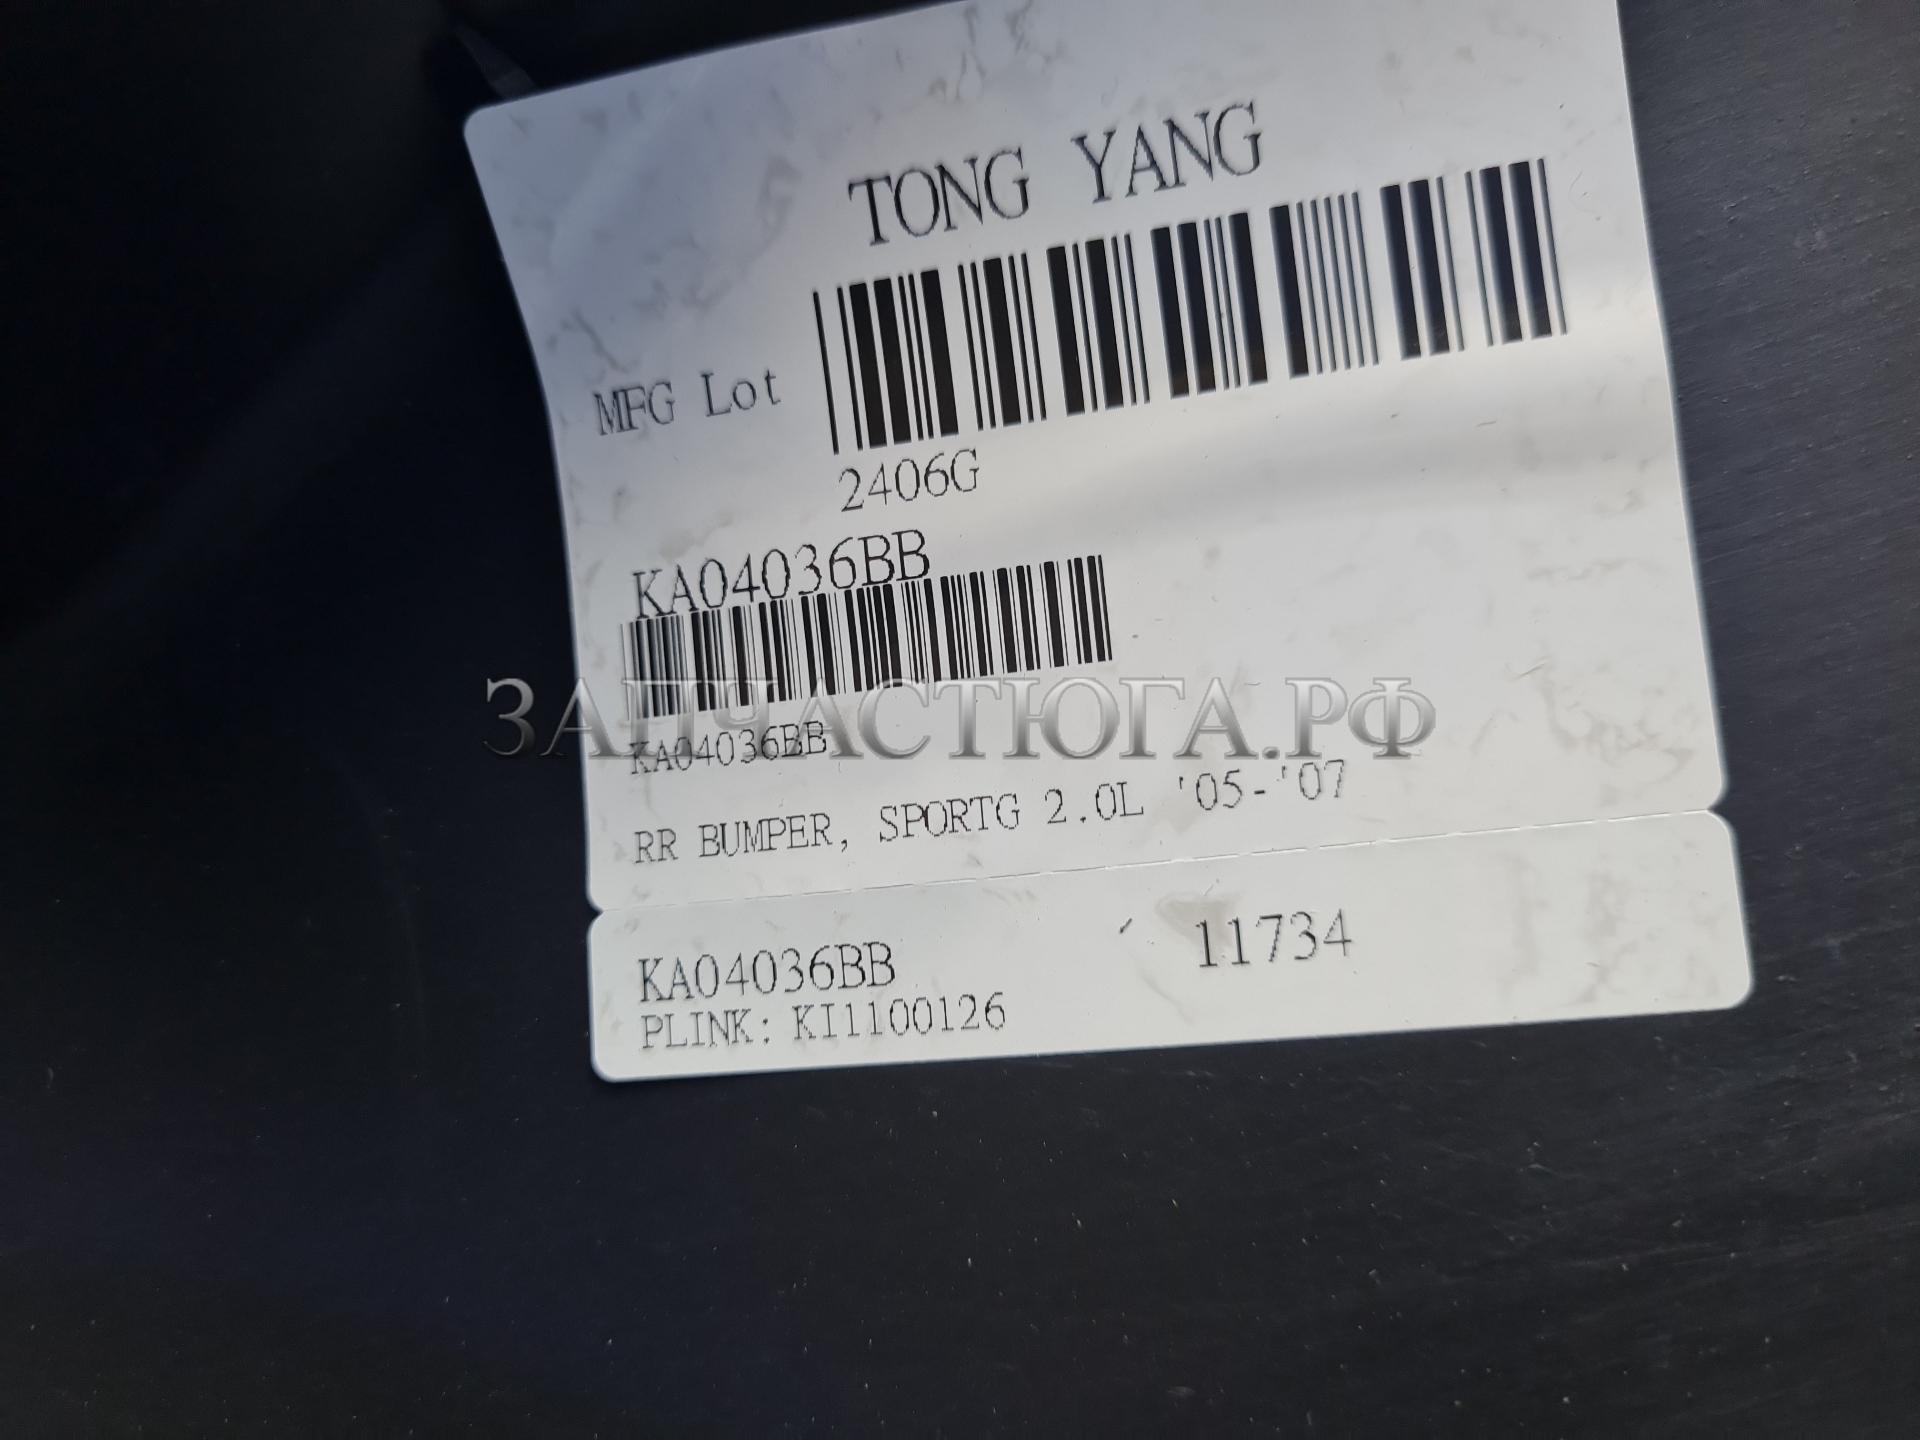 TONG YANG
MFG Lot
2406G
KA04036BB
ЗАПЧАСТЮГА.РФ
KA04036BB
RR BUMPER, SPORTG 2.0L '05-'07
KA04036BB 11734
PLINK: KI1100126